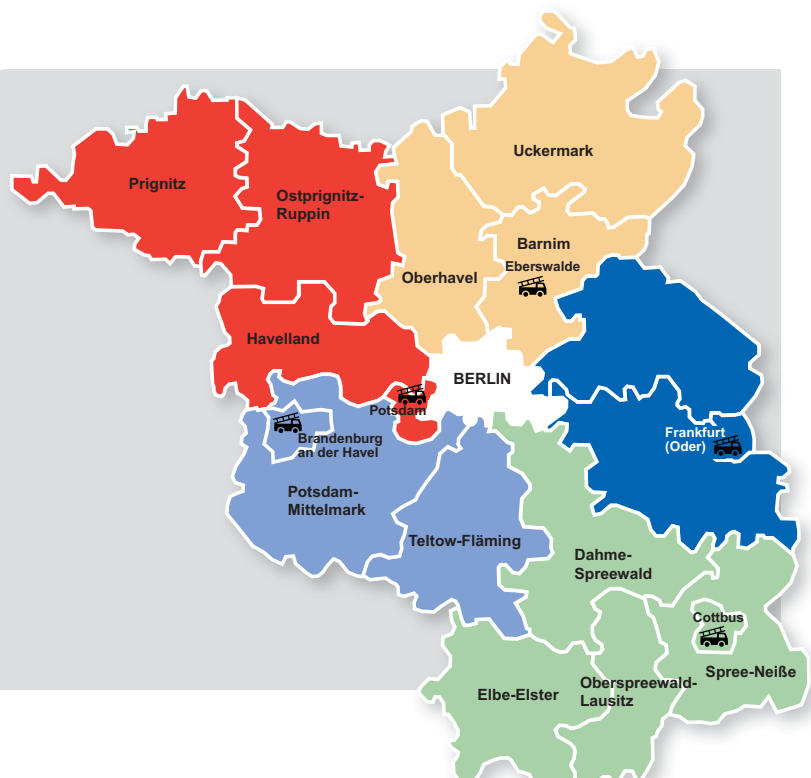 Uckermark
Prignitz
Ostprignitz-
Ruppin
Barnim
Eberswalde
Oberhavel
Havelland
BERLIN
Potsdam
Brandenburg
an der Havel
Frankfurt
(Oder)
Potsdam-
Mittelmark
Teltow-Fläming
Dahme-
Spreewald
Cottbus
Spree-Neiße
Elbe-Elster
Oberspreewald-
Lausitz